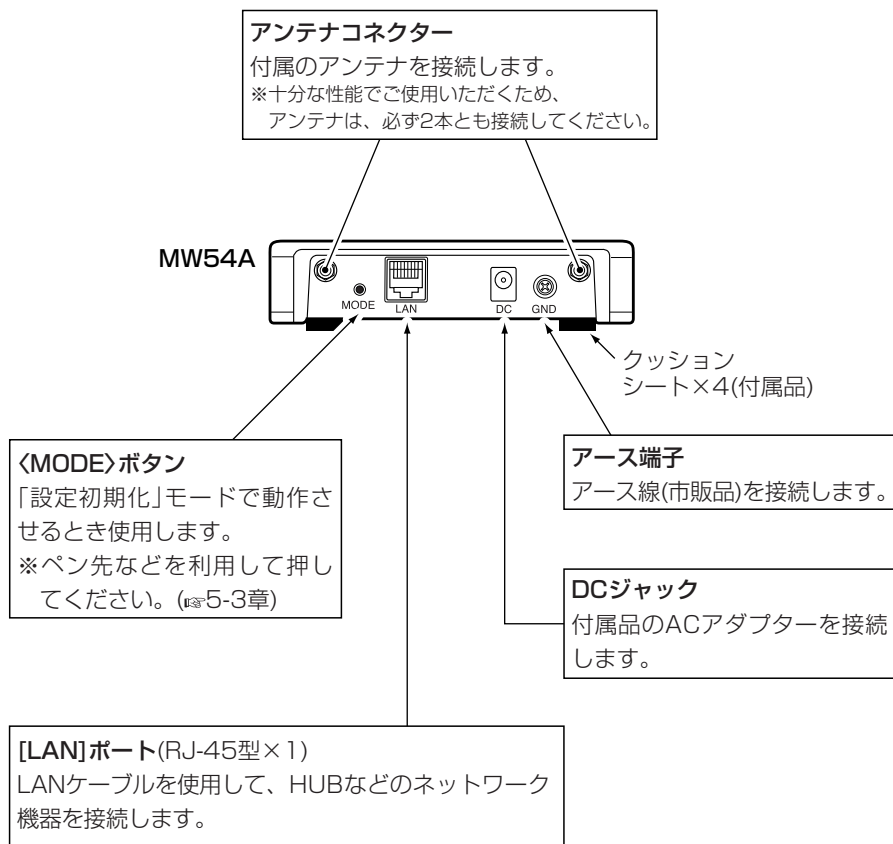 アンテナコネクター
付属のアンテナを接続します。
※十分な性能でご使用いただくため、
アンテナは、必ず2本とも接続してください。
MW54A
MODE
LAN
DC
GND
クッション
シート×4(付属品)
〈MODE〉ボタン
「設定初期化」モードで動作さ
せるとき使用します。
※ペン先などを利用して押し
てください。(☞5-3章)
アース端子
アース線(市販品)を接続します。
DCジャック
付属品のACアダプターを接続
します。
[LAN]ポート(RJ-45型×1)
LANケーブルを使用して、HUBなどのネットワーク
機器を接続します。